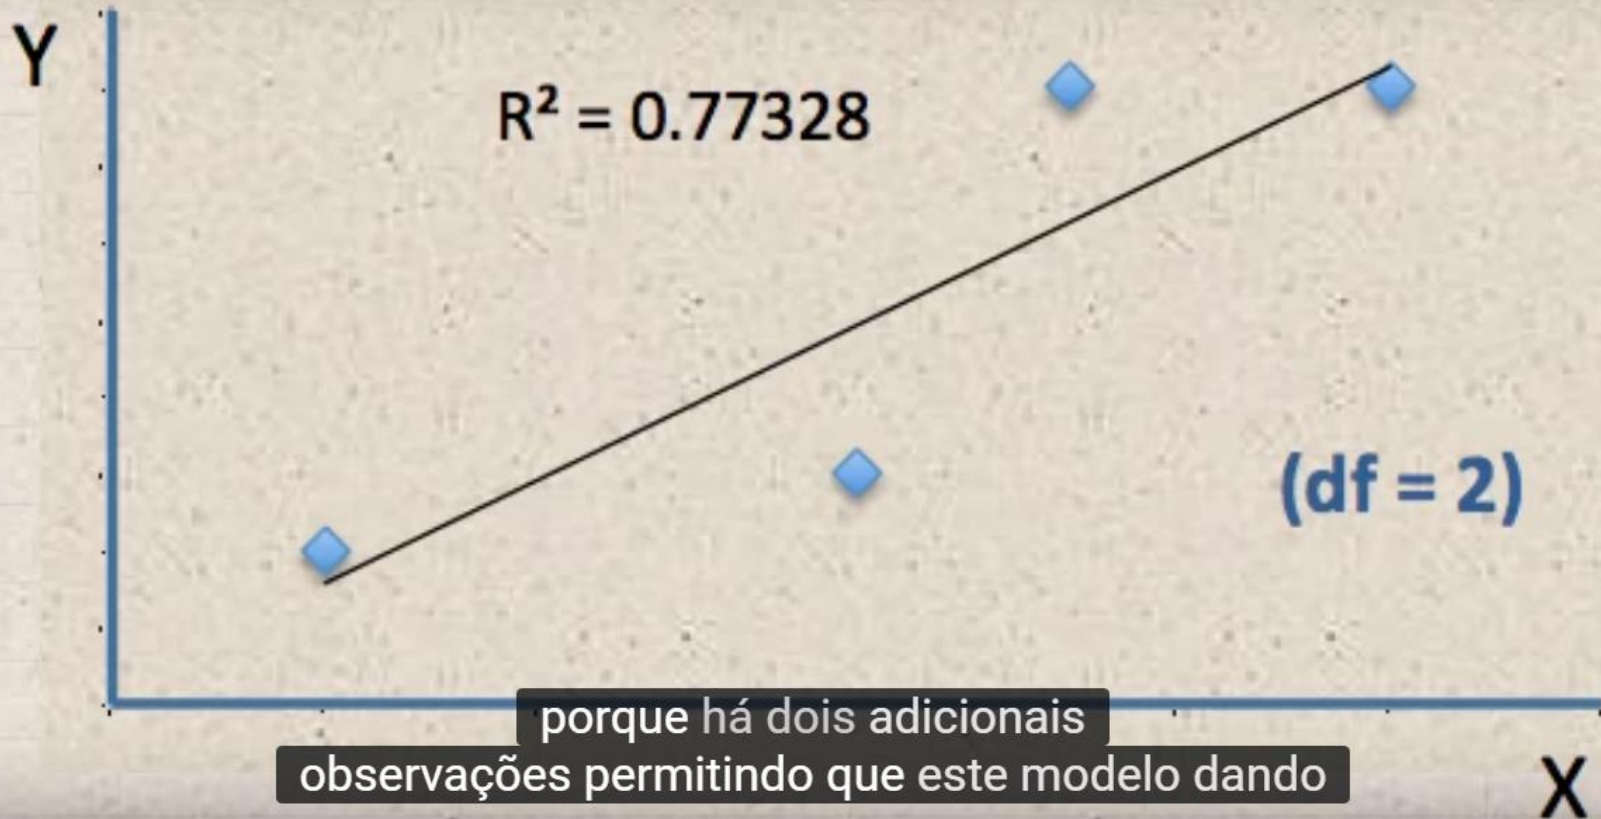 Y
R² = 0.77328
(df = 2)
porque há dois adicionais
observações permitindo que este modelo dando
X